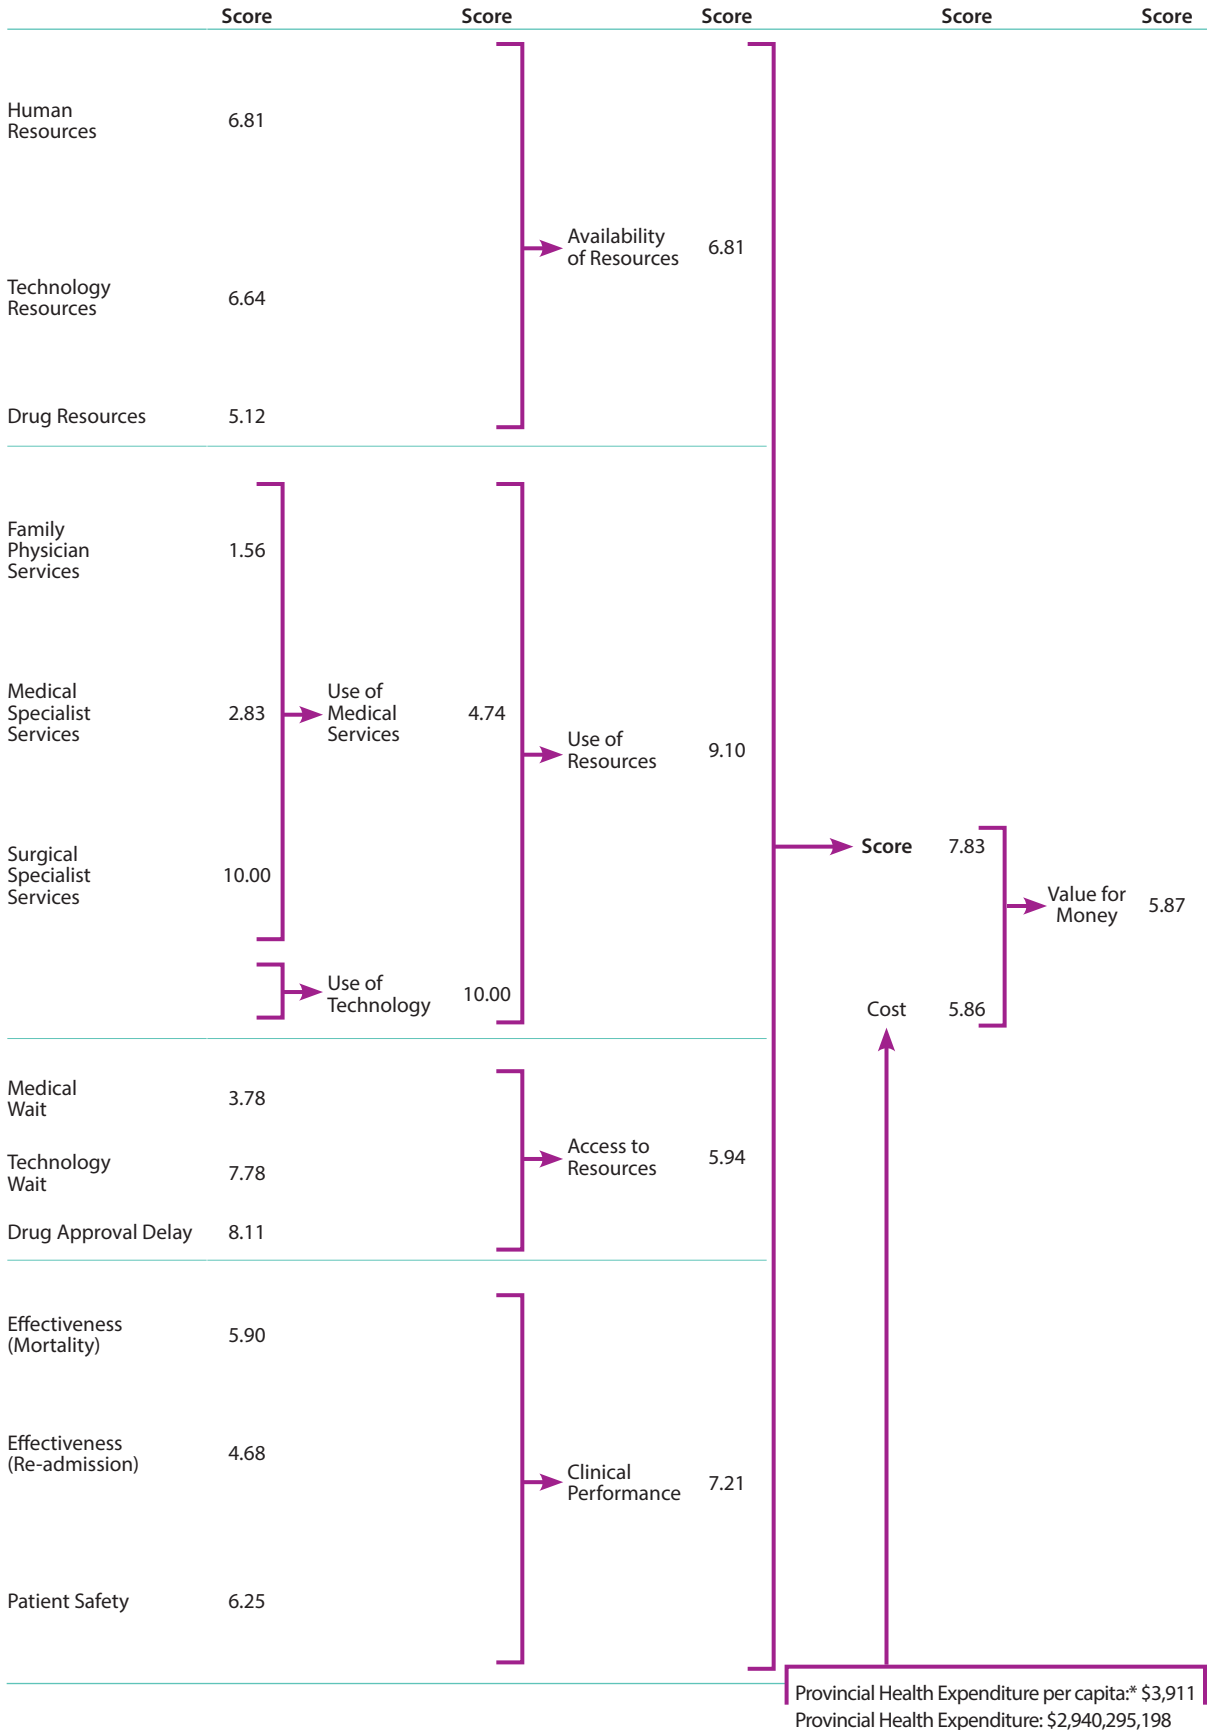 Score Score Score Score Score
Human
Resources
6.81
Availability
of Resources
6.81
Technology
Resources
6.64
Drug Resources 5.12
Family
Physician
Services
1.56
Medical
Specialist
Services
2.83
Use of
Medical
Services
4.74
Use of
Resources
9.10
Surgical
Specialist
Services
10.00
Use of
Technology
10.00
Score 7.83
Value for
Money
5.87
Cost 5.86
Medical
Wait
3.78
Technology
Wait
7.78
Access to
Resources
5.94
Drug Approval Delay 8.11
Effectiveness
(Mortality)
5.90
Effectiveness
(Re-admission)
4.68
Clinical
Performance
7.21
Patient Safety 6.25
Provincial Health Expenditure per capita:* $3,911
Provincial Health Expenditure: $2,940,295,198